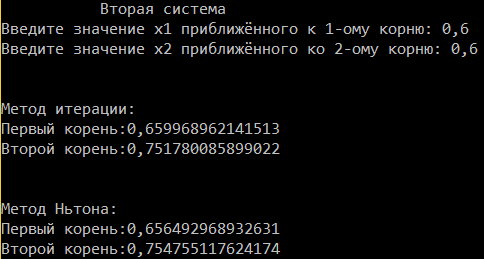 Вторая система
Введите значение x1 приближённого к 1-ому корню: 0,6
Введите значение x2 приближённого ко 2-ому корню: 0,6
Метод итерации:
Первый корень:0,659968962141513
Второй корень:0,751780085899022
Метод Ньтона:
Первый корень:0,656492968932631
Второй корень:0,754755117624174